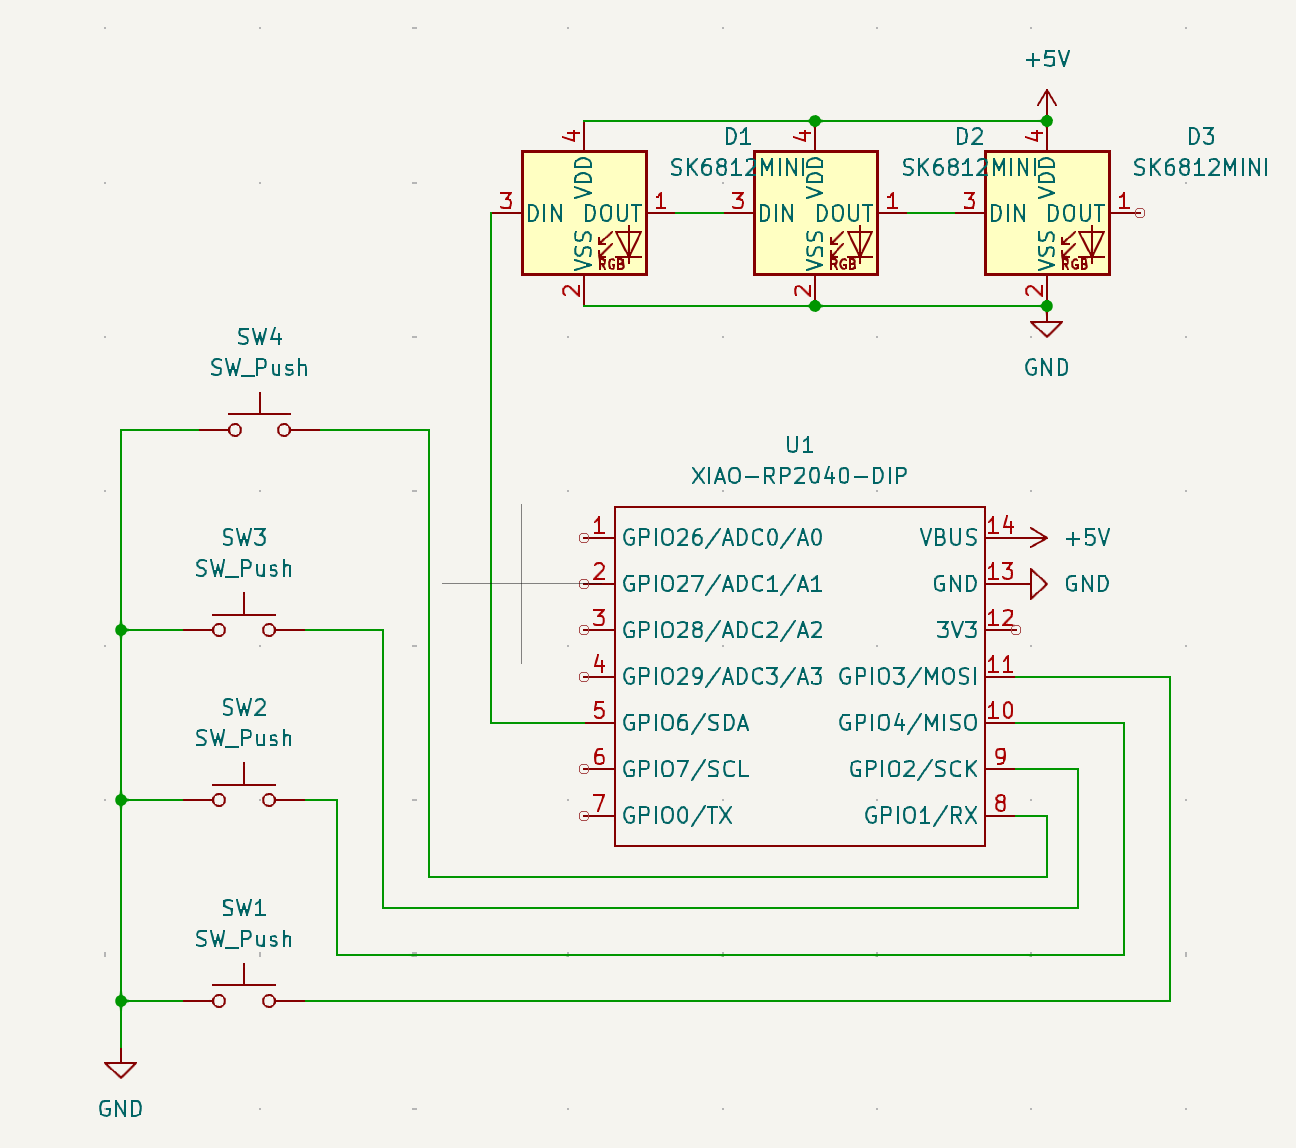 +5V
D1
D2
D3
SK6812MINI
SK6812MINI
SK6812MINI
4
VDD
4
VDD
4
VDD
3
DIN
DOUT
1
3
DIN
DOUT
1
3
DIN
DOUT
1
VSS
RGB
VSS
RGB
VSS
RGB
2
2
2
GND
SW4
SW_Push
U1
XIAO-RP2040-DIP
SW3
SW_Push
1 GPIO26/ADC0/A0
VBUS 14 +5V
2 GPIO27/ADC1/A1
GND 13 GND
3 GPIO28/ADC2/A2
3V3 12
4 GPIO29/ADC3/A3
GPIO3/MOSI 11
5 GPIO6/SDA
GPIO4/MISO 10
6 GPIO7/SCL
GPIO2/SCK 9
7 GPIO0/TX
GPIO1/RX 8
SW2
SW_Push
SW1
SW_Push
GND